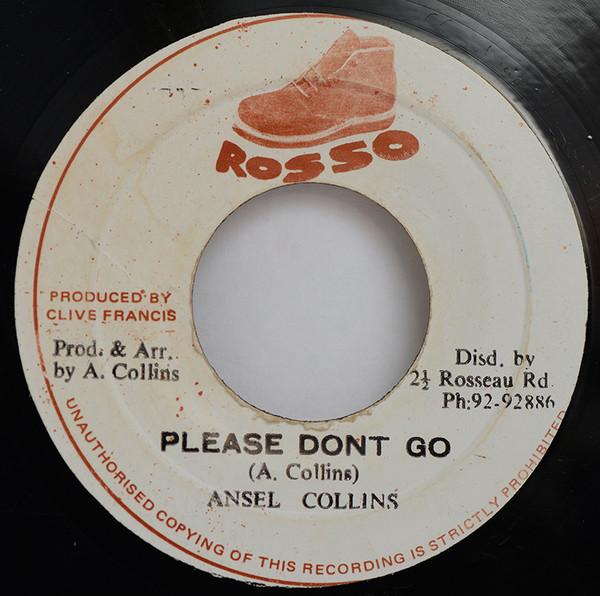 ROSSO
PRODUCED BY
CLIVE FRANCIS
Prod. & Arr.
by A. Collins
Disd. by
2½ Rosseau Rd
Ph:92-92886
PLEASE DONT GO
(A. Collins)
ANSEL COLLINS
UNAUTHORISED COPYING OF THIS RECORDING IS STRICTLY PROHIBITED